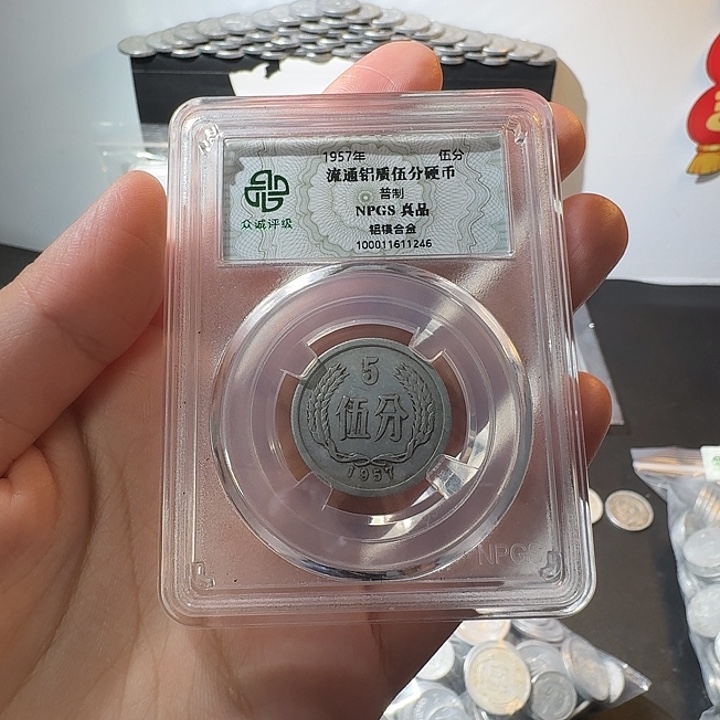 1957年 伍分
流通铝质伍分硬币
普制
NPGS 真品
铝镁合金
100011611246
众诚评级
5
伍分
1957
NPGS